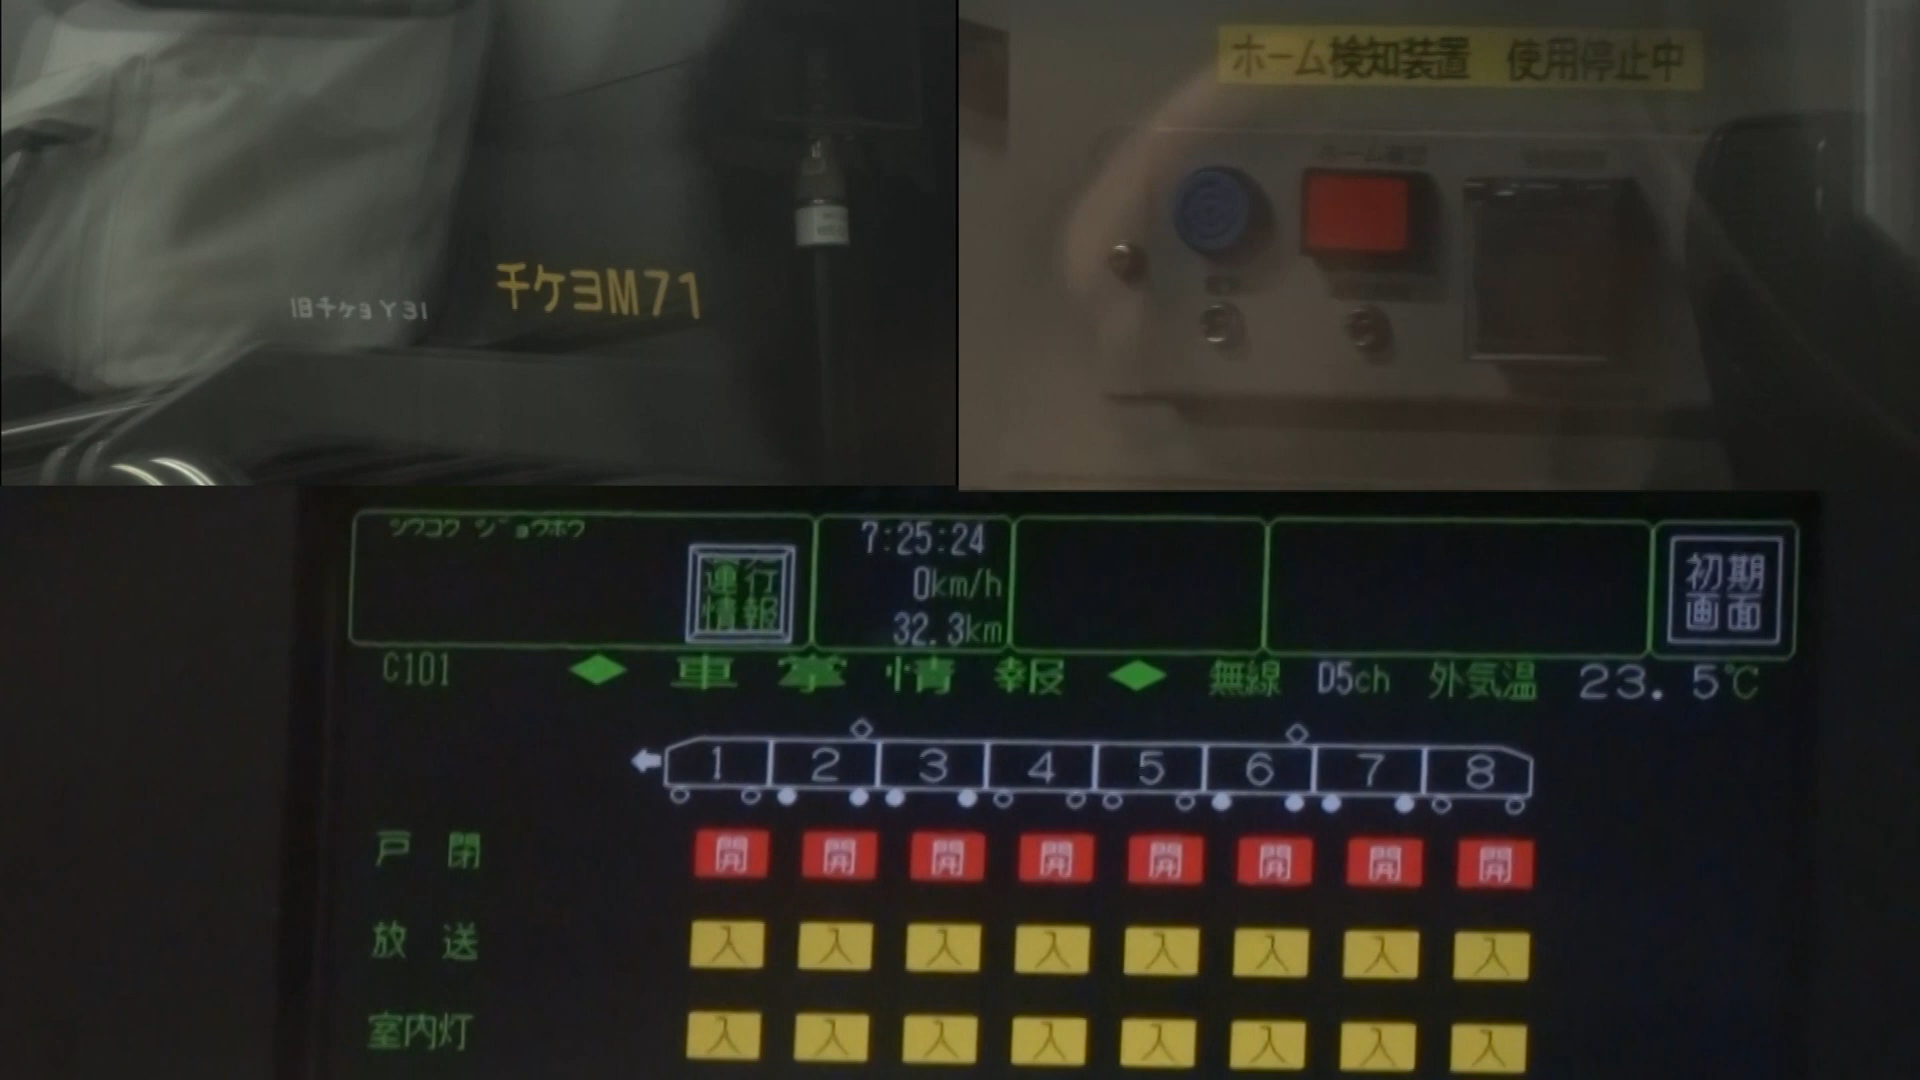 旧チケヨY31
チケヨM71
ホーム検知装置 使用停止中
シウコウ ジョウホウ
運行
情報
7:25:24
0km/h
32.3km
初期
画面
C101 ◆ 車掌情報 ◆ 無線 D5ch 外気温 23.5℃
1 2 3 4 5 6 7 8
戸閉 開 開 開 開 開 開 開 開
放送 入 入 入 入 入 入 入 入
室内灯 入 入 入 入 入 入 入 入